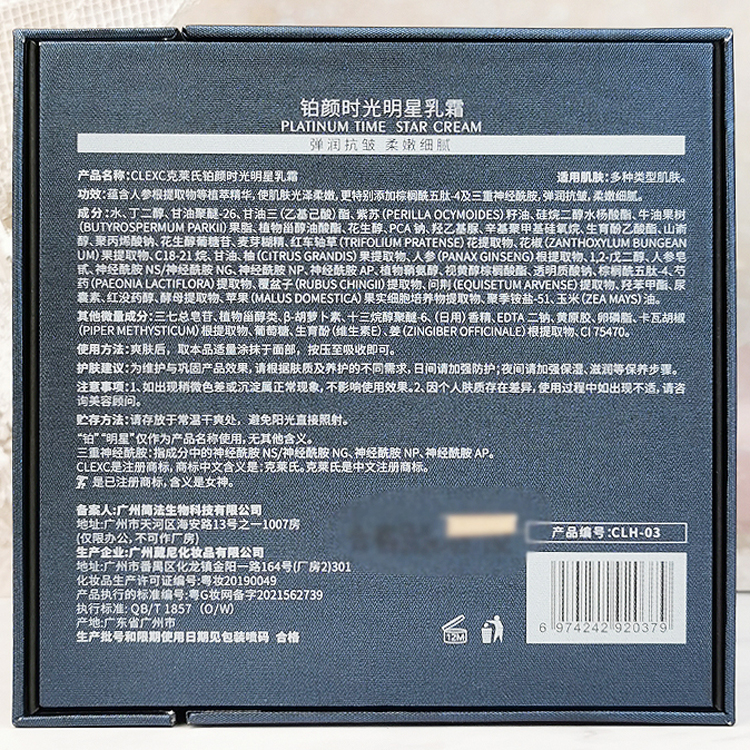 铂颜时光明星乳霜
PLATINUM TIME STAR CREAM
弹润抗皱 柔嫩细腻
产品名称:CLEXC克莱氏铂颜时光明星乳霜 适用肌肤:多种类型肌肤。
功效:蕴含人参根提取物等植萃精华,使肌肤光泽柔嫩,更特别添加棕榈酰五肽-4及三重神经酰胺,弹润抗皱,柔嫩细腻。
成分:水、丁二醇、甘油聚醚-26、甘油三(乙基己酸)酯、紫苏(PERILLA OCYMOIDES)籽油、硅烷二醇水杨酸酯、牛油果树
(BUTYROSPERMUM PARKII)果脂、植物甾醇油酸酯、花生醇、PCA 钠、羟乙基脲、辛基聚甲基硅氧烷、生育酚乙酸酯、山嵛
醇、聚丙烯酸钠、花生醇葡糖苷、麦芽糊精、红车轴草(TRIFOLIUM PRATENSE)花提取物、花椒(ZANTHOXYLUM BUNGEAN
UM)果提取物、C18-21 烷、甘油、柚(CITRUS GRANDIS)果提取物、人参(PANAX GINSENG)根提取物、1,2-戊二醇、人参皂
甙、神经酰胺 NS/神经酰胺 NG、神经酰胺 NP、神经酰胺 AP、植物鞘氨醇、视黄醇棕榈酸酯、透明质酸钠、棕榈酰五肽-4、芍
药(PAEONIA LACTIFLORA)提取物、覆盆子(RUBUS CHINGII)提取物、问荆(EQUISETUM ARVENSE)提取物、羟苯甲酯、尿
囊素、红没药醇、酵母提取物、苹果(MALUS DOMESTICA)果实细胞培养物提取物、聚季铵盐-51、玉米(ZEA MAYS)油。
其他微量成分:三七总皂苷、植物甾醇类、β-胡萝卜素、十三烷醇聚醚-6、(日用)香精、EDTA 二钠、黄原胶、卵磷脂、卡瓦胡椒
(PIPER METHYSTICUM)根提取物、葡萄糖、生育酚(维生素E)、姜(ZINGIBER OFFICINALE)根提取物、CI 75470。
使用方法:爽肤后,取本品适量涂抹于面部,按压至吸收即可。
护肤建议:为维护与巩固产品效果,请根据肤质及养护的不同需求,日间请加强防护;夜间请加强保湿、滋润等保养步骤。
注意事项:1、如出现稍微色差或沉淀属正常现象,不影响使用效果。2、因个人肤质存在差异,使用过程中如出现不适,请咨
询美容顾问。
贮存方法:请存放于常温干爽处,避免阳光直接照射。
“铂”“明星”仅作为产品名称使用,无其他含义。
三重神经酰胺:指成分中的神经酰胺 NS/神经酰胺 NG、神经酰胺 NP、神经酰胺 AP。
CLEXC是注册商标,商标中文含义是:克莱氏。克莱氏是中文注册商标。
是已注册商标,含义是女神。
备案人:广州简法生物科技有限公司
地址:广州市天河区海安路13号之一1007房
(仅限办公,不可作厂房)
生产企业:广州蔻尼化妆品有限公司
地址:广州市番禺区化龙镇金阳一路164号(厂房2)301
化妆品生产许可证编号:粤妆20190049
产品执行的标准编号:粤G妆网备字2021562739
执行标准: QB/T 1857 (O/W)
产地:广东省广州市
生产批号和限期使用日期见包装喷码 合格
产品编号:CLH-03
12M
6 974242 920379